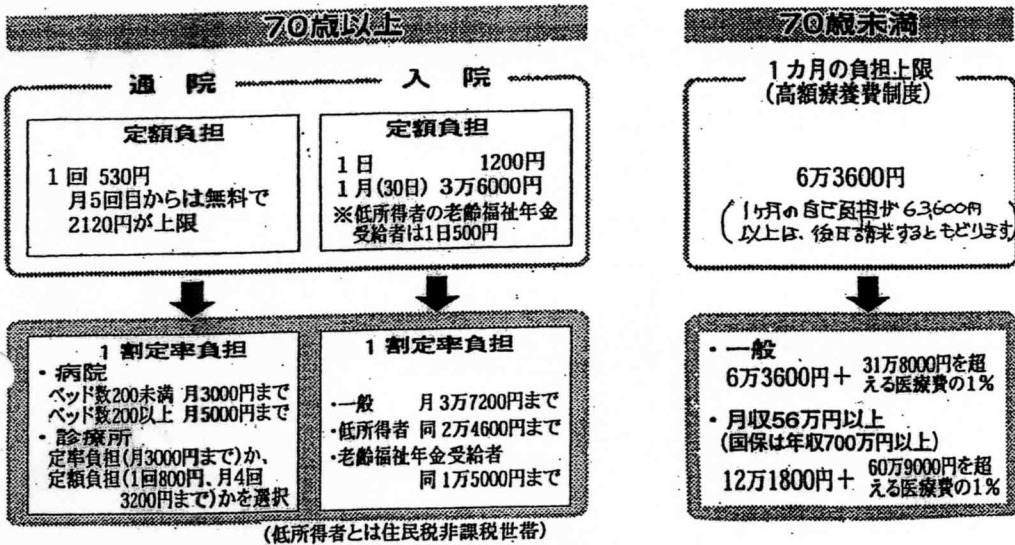 70歳以上
通院
定額負担
1回 530円
月5回目からは無料で
2120円が上限
入院
定額負担
1日 1200円
1月(30日) 3万6000円
※低所得者の老齢福祉年金
受給者は1日500円
1割定率負担
・病院
ベッド数200未満 月3000円まで
ベッド数200以上 月5000円まで
・診療所
定率負担(月3000円まで)か、
定額負担(1回800円、月4回
3200円まで)かを選択
1割定率負担
・一般 月3万7200円まで
・低所得者 同2万4600円まで
・老齢福祉年金受給者
同1万5000円まで
(低所得者とは住民税非課税世帯)
70歳未満
1カ月の負担上限
(高額療養費制度)
6万3600円
(1ヶ月の自己負担が63,600円
以上は、後日請求するともどります)
・一般
6万3600円+ 31万8000円を超
える医療費の1%
・月収56万円以上
(国保は年収700万円以上)
12万1800円+ 60万9000円を超
える医療費の1%